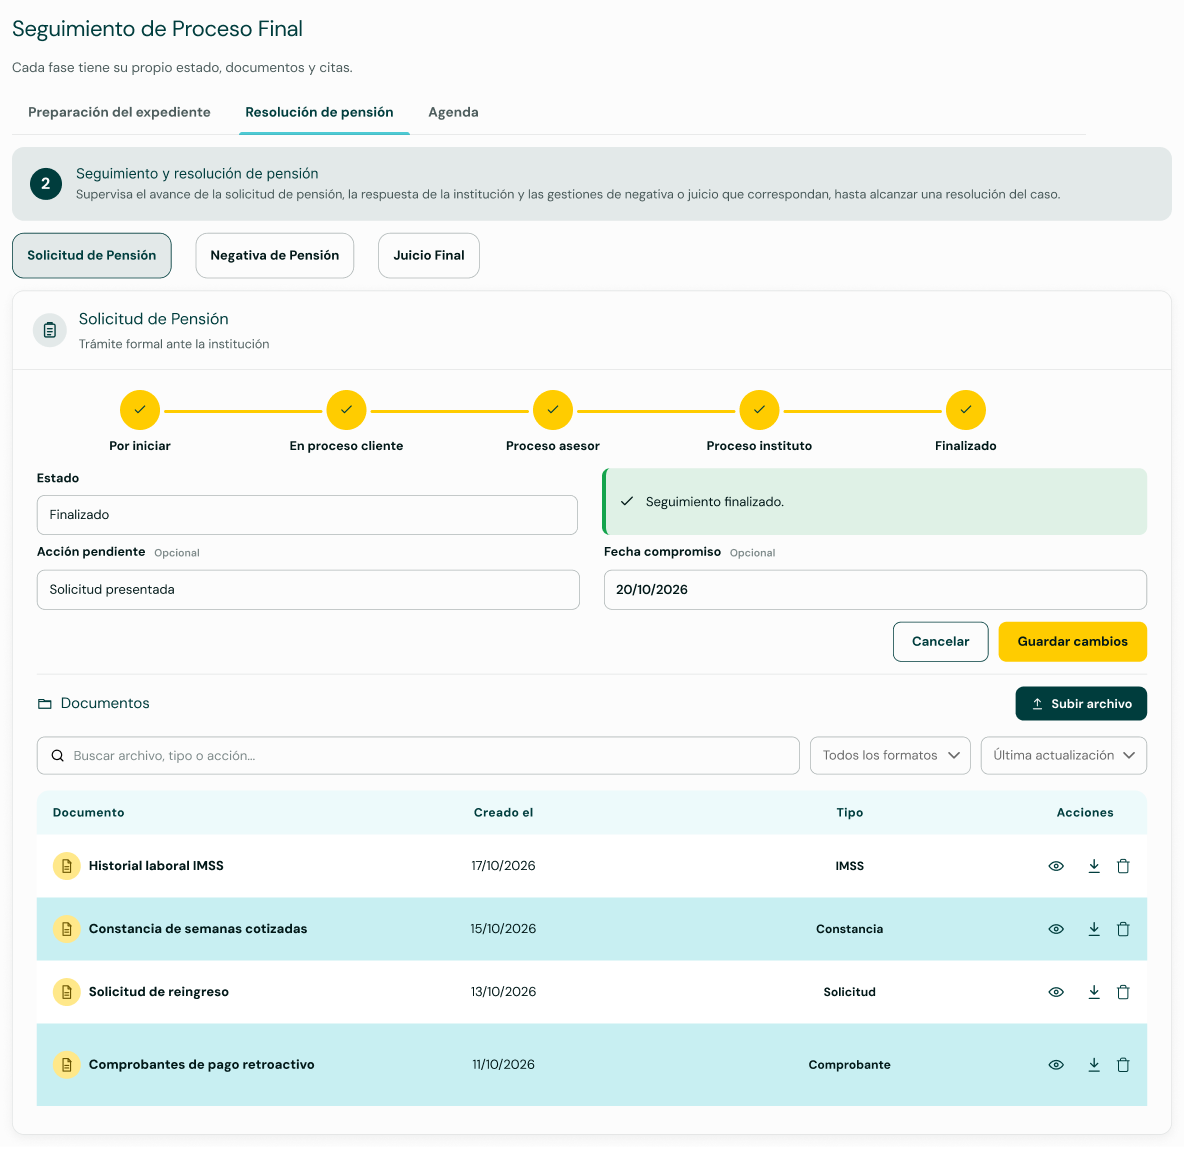 Seguimiento de Proceso Final
Cada fase tiene su propio estado, documentos y citas.
Preparación del expediente
Resolución de pensión
Agenda
2
Seguimiento y resolución de pensión
Supervisa el avance de la solicitud de pensión, la respuesta de la institución y las gestiones de negativa o juicio que correspondan, hasta alcanzar una resolución del caso.
Solicitud de Pensión
Negativa de Pensión
Juicio Final
Solicitud de Pensión
Trámite formal ante la institución
Por iniciar
En proceso cliente
Proceso asesor
Proceso instituto
Finalizado
Estado
Finalizado
Seguimiento finalizado.
Acción pendiente Opcional
Solicitud presentada
Fecha compromiso Opcional
20/10/2026
Cancelar
Guardar cambios
Documentos
Subir archivo
Buscar archivo, tipo o acción...
Todos los formatos
Última actualización
Documento Creado el Tipo Acciones
Historial laboral IMSS 17/10/2026 IMSS
Constancia de semanas cotizadas 15/10/2026 Constancia
Solicitud de reingreso 13/10/2026 Solicitud
Comprobantes de pago retroactivo 11/10/2026 Comprobante